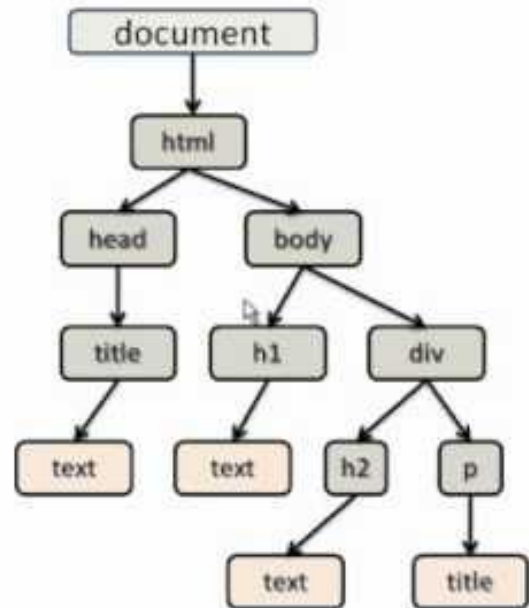 document
html
head body
title h1 div
text text h2 p
text title